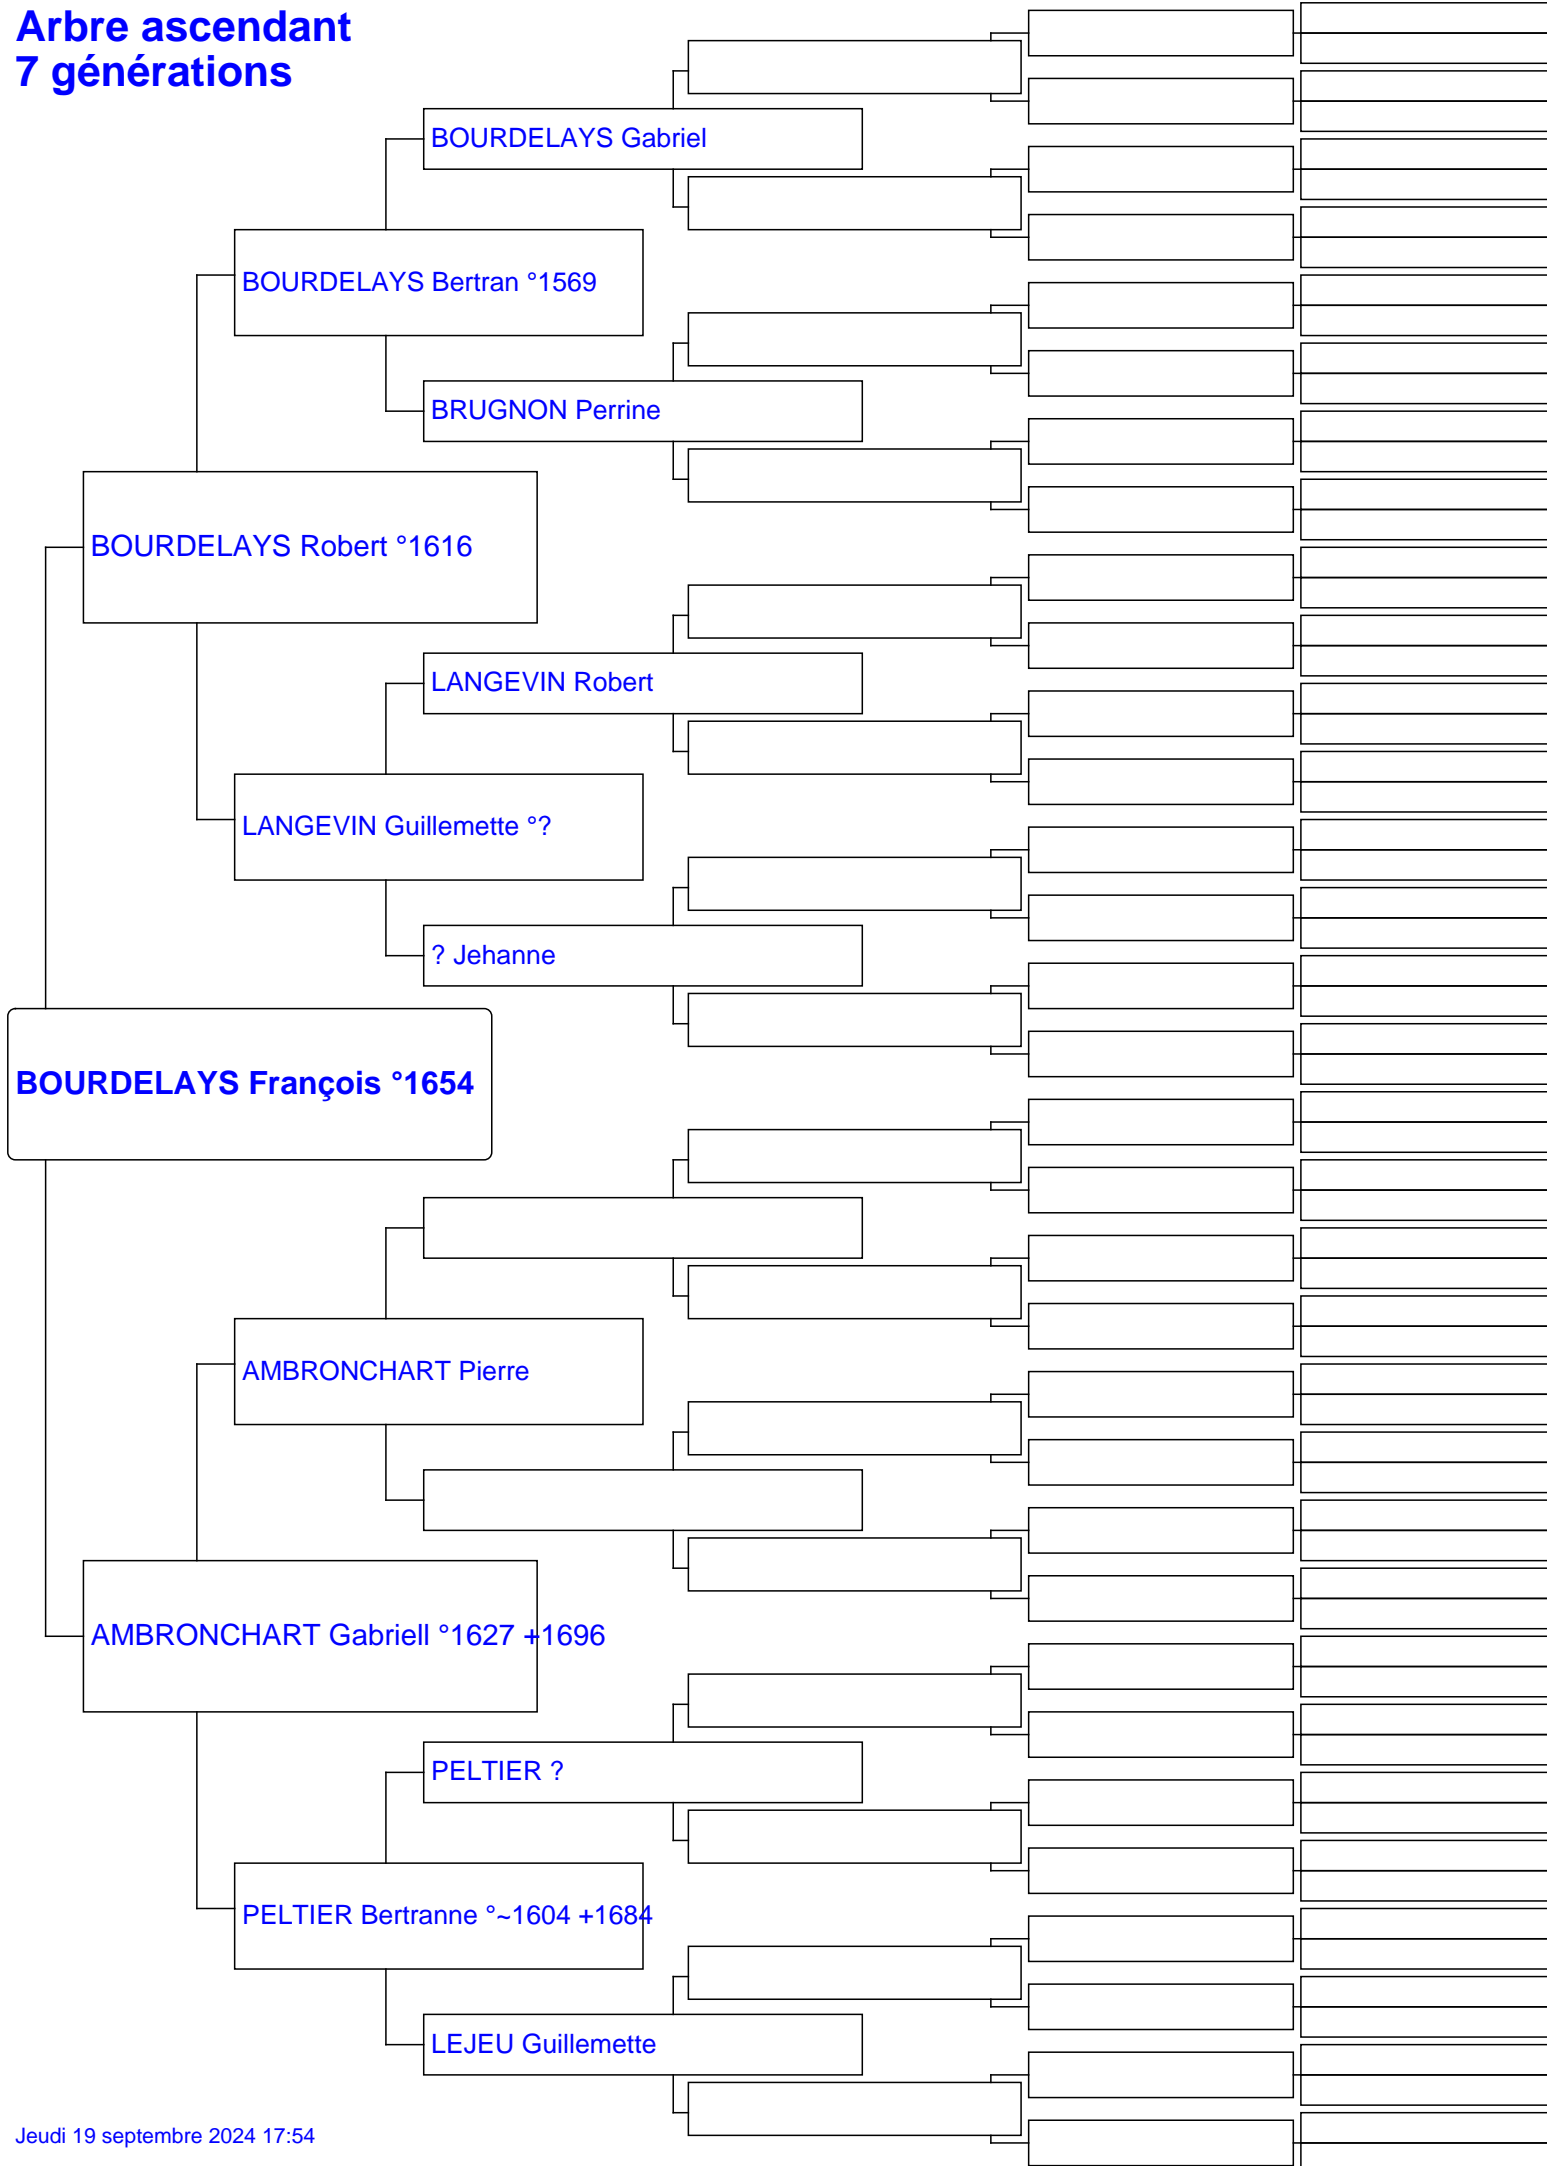 Arbre ascendant
7 générations
BOURDELAYS Gabriel
BOURDELAYS Bertran °1569
BRUGNON Perrine
BOURDELAYS Robert °1616
LANGEVIN Robert
LANGEVIN Guillemette °?
? Jehanne
BOURDELAYS François °1654
AMBRONCHART Pierre
AMBRONCHART Gabriell °1627 +1696
PELTIER ?
PELTIER Bertranne °~1604 +1684
LEJEU Guillemette
Jeudi 19 septembre 2024 17:54